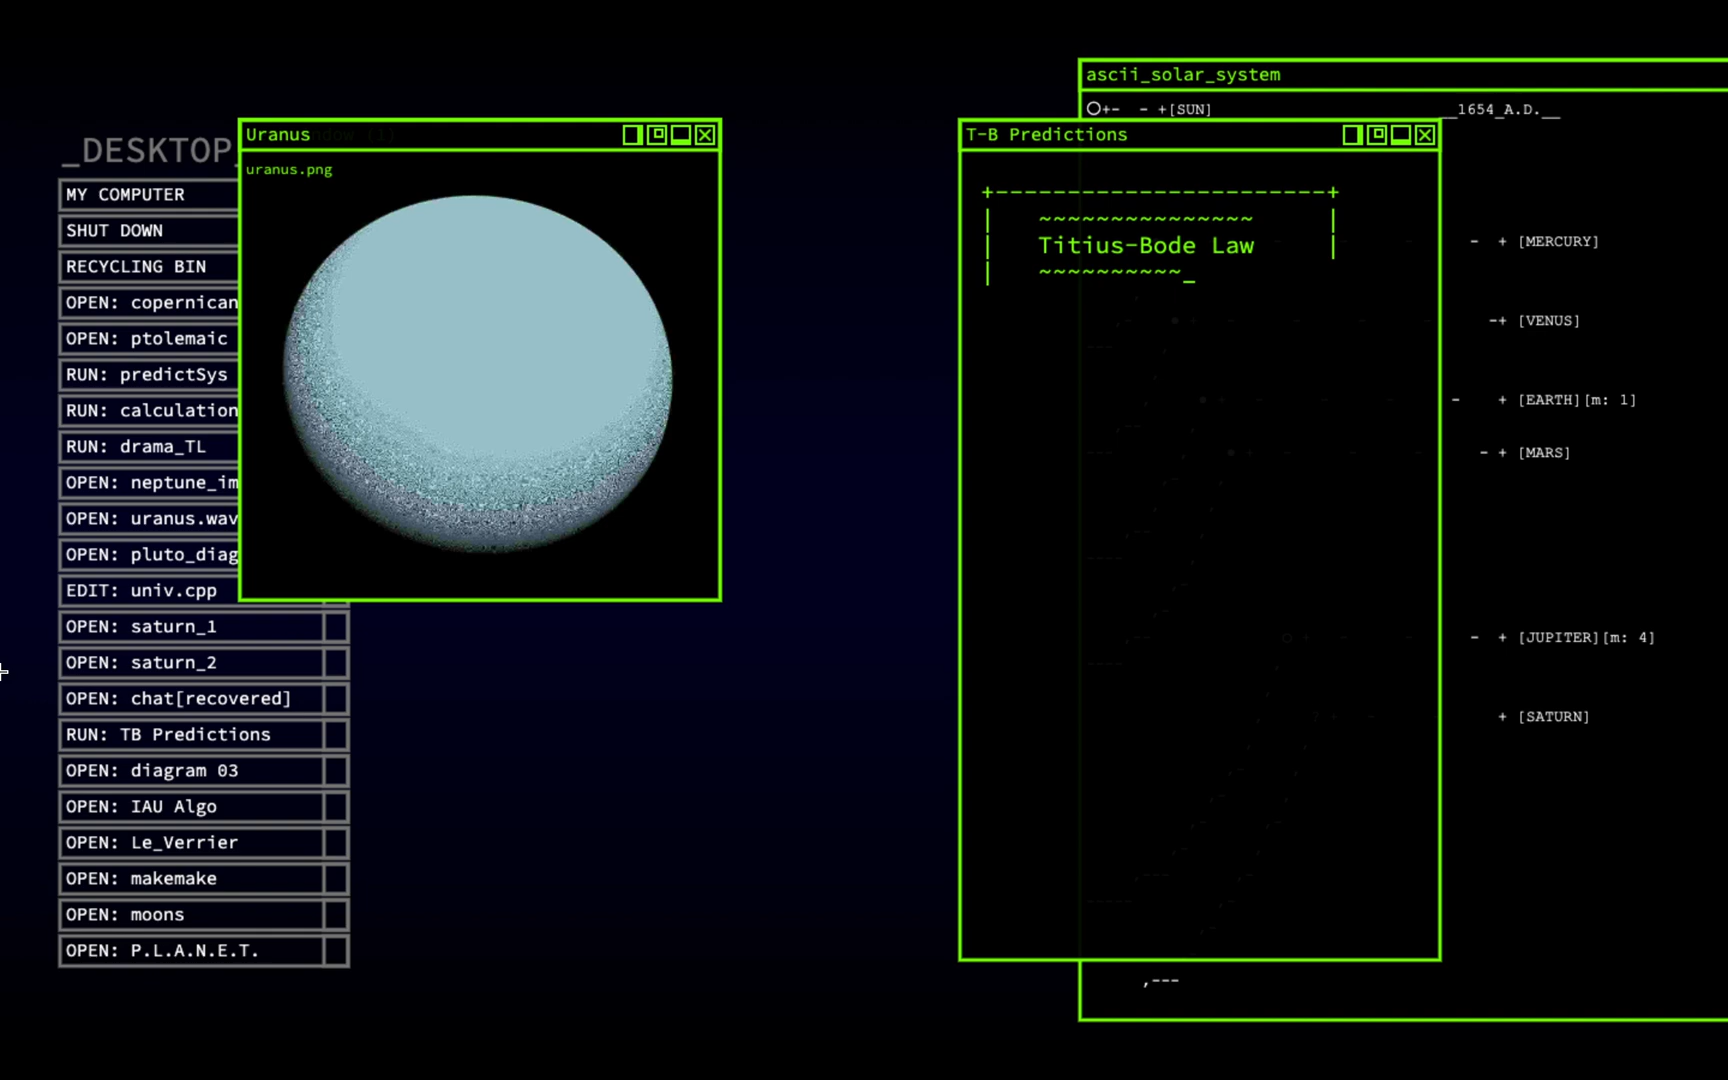 _DESKTOP_
MY COMPUTER
SHUT DOWN
RECYCLING BIN
OPEN: copernican
OPEN: ptolemaic
RUN: predictSys
RUN: calculation
RUN: drama_TL
OPEN: neptune_im
OPEN: uranus.wav
OPEN: pluto_diag
EDIT: univ.cpp
OPEN: saturn_1
OPEN: saturn_2
OPEN: chat[recovered]
RUN: TB Predictions
OPEN: diagram 03
OPEN: IAU Algo
OPEN: Le_Verrier
OPEN: makemake
OPEN: moons
OPEN: P.L.A.N.E.T.
Uranus
uranus.png
T-B Predictions
+-----------------------+
| ~~~~~~~~~~~~~~~ |
| Titius-Bode Law |
| ~~~~~~~~~~_
ascii_solar_system
O+- - +[SUN]
__1654_A.D.__
- + [MERCURY]
-+ [VENUS]
- + [EARTH][m: 1]
- + [MARS]
- + [JUPITER][m: 4]
+ [SATURN]
,---